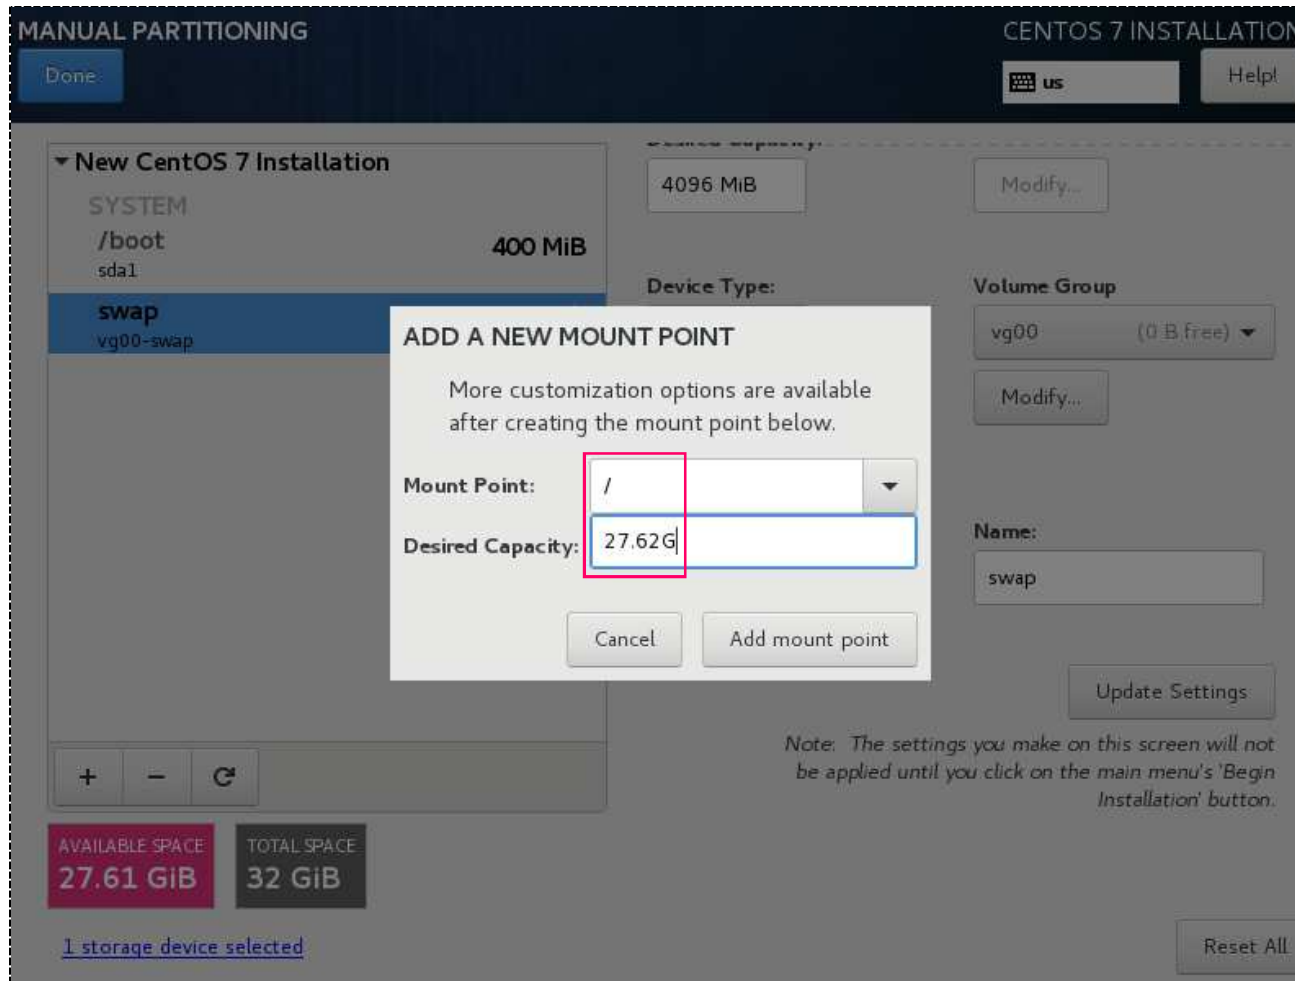 MANUAL PARTITIONING
CENTOS 7 INSTALLATION
Done
us
Help!
New CentOS 7 Installation
SYSTEM
/boot
400 MiB
sda1
swap
vg00-swap
Desired Capacity:
4096 MiB
Modify...
Device Type:
Volume Group
vg00 (0 B free)
Modify...
ADD A NEW MOUNT POINT
More customization options are available
after creating the mount point below.
Mount Point: /
Desired Capacity: 27.62G
Cancel
Add mount point
Name:
swap
Update Settings
Note: The settings you make on this screen will not
be applied until you click on the main menu's 'Begin
Installation' button.
+ −
AVAILABLE SPACE
27.61 GiB
TOTAL SPACE
32 GiB
1 storage device selected
Reset All